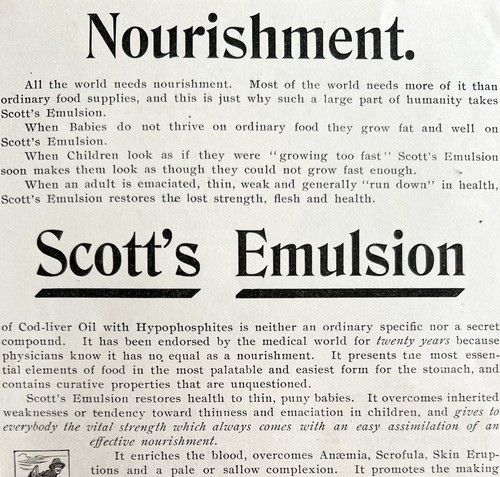 Nourishment.
All the world needs nourishment. Most of the world needs more of it than
ordinary food supplies, and this is just why such a large part of humanity takes
Scott's Emulsion.
When Babies do not thrive on ordinary food they grow fat and well on
Scott's Emulsion.
When Children look as if they were "growing too fast" Scott's Emulsion
soon makes them look as though they could not grow fast enough.
When an adult is emaciated, thin, weak and generally "run down" in health,
Scott's Emulsion restores the lost strength, flesh and health.
Scott's Emulsion
of Cod-liver Oil with Hypophosphites is neither an ordinary specific nor a secret
compound. It has been endorsed by the medical world for twenty years because
physicians know it has no equal as a nourishment. It presents the most essen-
tial elements of food in the most palatable and easiest form for the stomach, and
contains curative properties that are unquestioned.
Scott's Emulsion restores health to thin, puny babies. It overcomes inherited
weaknesses or tendency toward thinness and emaciation in children, and gives to
everybody the vital strength which always comes with an easy assimilation of an
effective nourishment.
It enriches the blood, overcomes Anæmia, Scrofula, Skin Erup-
tions and a pale or sallow complexion. It promotes the making